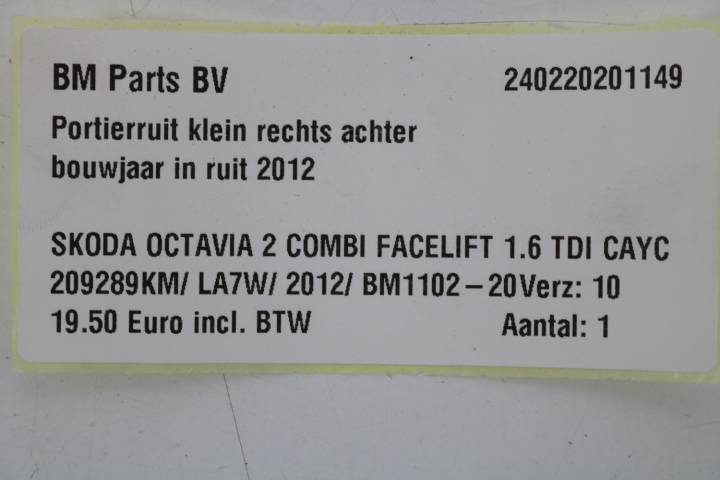 BM Parts BV 240220201149
Portierruit klein rechts achter
bouwjaar in ruit 2012
SKODA OCTAVIA 2 COMBI FACELIFT 1.6 TDI CAYC
209289KM/ LA7W/ 2012/ BM1102-20Verz: 10
19.50 Euro incl. BTW Aantal: 1